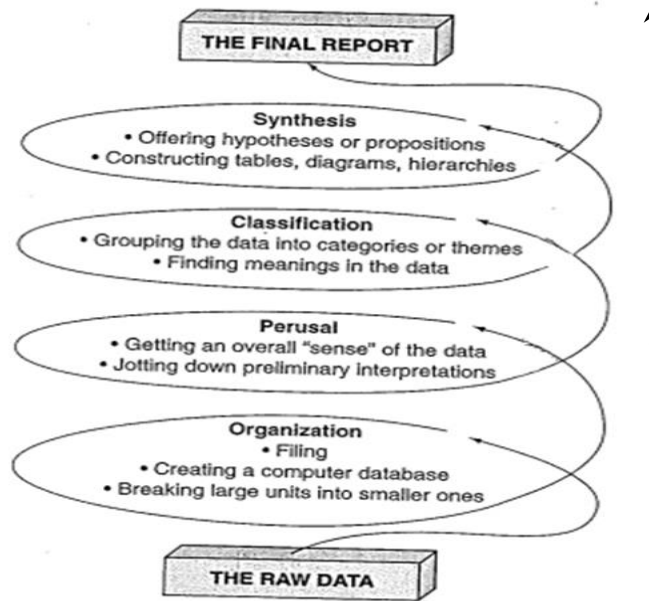 THE FINAL REPORT
Synthesis
• Offering hypotheses or propositions
• Constructing tables, diagrams, hierarchies
Classification
• Grouping the data into categories or themes
• Finding meanings in the data
Perusal
• Getting an overall "sense" of the data
• Jotting down preliminary interpretations
Organization
• Filing
• Creating a computer database
• Breaking large units into smaller ones
THE RAW DATA